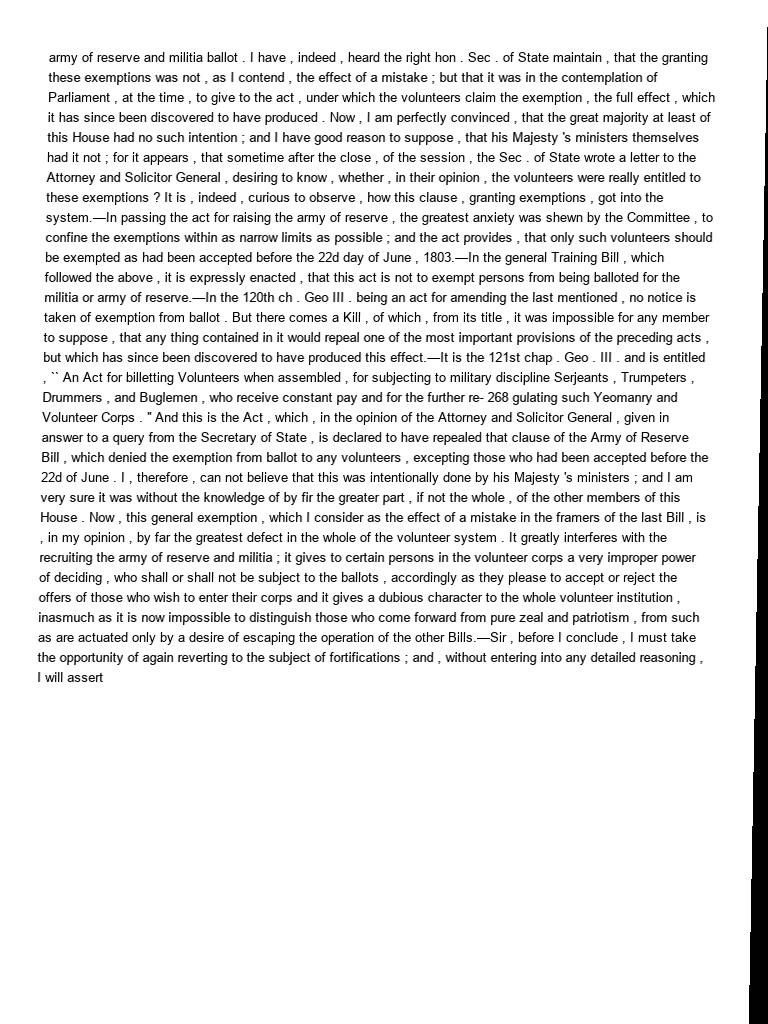 army of reserve and militia ballot . I have , indeed , heard the right hon . Sec . of State maintain , that the granting
these exemptions was not , as I contend , the effect of a mistake ; but that it was in the contemplation of
Parliament , at the time , to give to the act , under which the volunteers claim the exemption , the full effect , which
it has since been discovered to have produced . Now , I am perfectly convinced , that the great majority at least of
this House had no such intention ; and I have good reason to suppose , that his Majesty 's ministers themselves
had it not ; for it appears , that sometime after the close , of the session , the Sec . of State wrote a letter to the
Attorney and Solicitor General , desiring to know , whether , in their opinion , the volunteers were really entitled to
these exemptions ? It is , indeed , curious to observe , how this clause , granting exemptions , got into the
system.—In passing the act for raising the army of reserve , the greatest anxiety was shewn by the Committee , to
confine the exemptions within as narrow limits as possible ; and the act provides , that only such volunteers should
be exempted as had been accepted before the 22d day of June , 1803.—In the general Training Bill , which
followed the above , it is expressly enacted , that this act is not to exempt persons from being balloted for the
militia or army of reserve.—In the 120th ch . Geo III . being an act for amending the last mentioned , no notice is
taken of exemption from ballot . But there comes a Kill , of which , from its title , it was impossible for any member
to suppose , that any thing contained in it would repeal one of the most important provisions of the preceding acts ,
but which has since been discovered to have produced this effect.—It is the 121st chap . Geo . III . and is entitled
, `` An Act for billetting Volunteers when assembled , for subjecting to military discipline Serjeants , Trumpeters ,
Drummers , and Buglemen , who receive constant pay and for the further re- 268 gulating such Yeomanry and
Volunteer Corps . '' And this is the Act , which , in the opinion of the Attorney and Solicitor General , given in
answer to a query from the Secretary of State , is declared to have repealed that clause of the Army of Reserve
Bill , which denied the exemption from ballot to any volunteers , excepting those who had been accepted before the
22d of June . I , therefore , can not believe that this was intentionally done by his Majesty 's ministers ; and I am
very sure it was without the knowledge of by fir the greater part , if not the whole , of the other members of this
House . Now , this general exemption , which I consider as the effect of a mistake in the framers of the last Bill , is
, in my opinion , by far the greatest defect in the whole of the volunteer system . It greatly interferes with the
recruiting the army of reserve and militia ; it gives to certain persons in the volunteer corps a very improper power
of deciding , who shall or shall not be subject to the ballots , accordingly as they please to accept or reject the
offers of those who wish to enter their corps and it gives a dubious character to the whole volunteer institution ,
inasmuch as it is now impossible to distinguish those who come forward from pure zeal and patriotism , from such
as are actuated only by a desire of escaping the operation of the other Bills.—Sir , before I conclude , I must take
the opportunity of again reverting to the subject of fortifications ; and , without entering into any detailed reasoning ,
I will assert